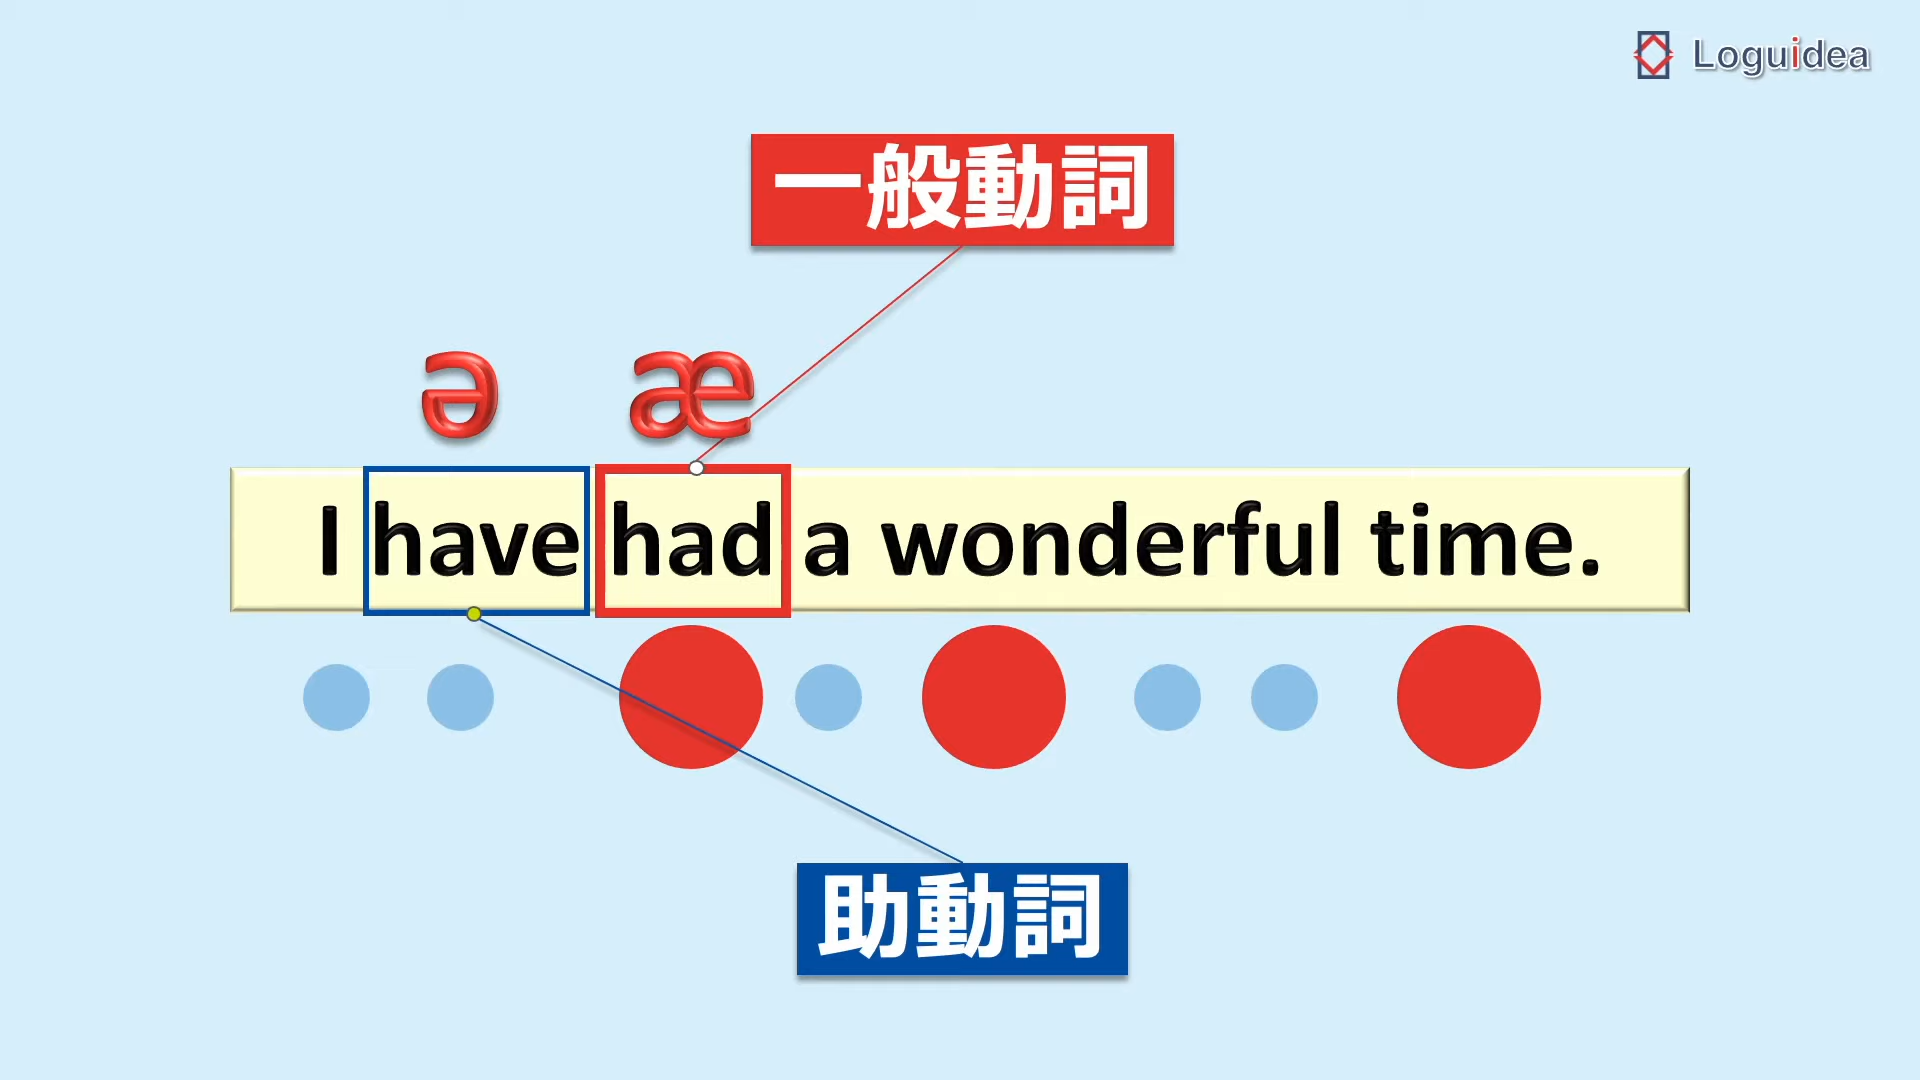 Loguidea
一般動詞
ə æ
I have had a wonderful time.
助動詞